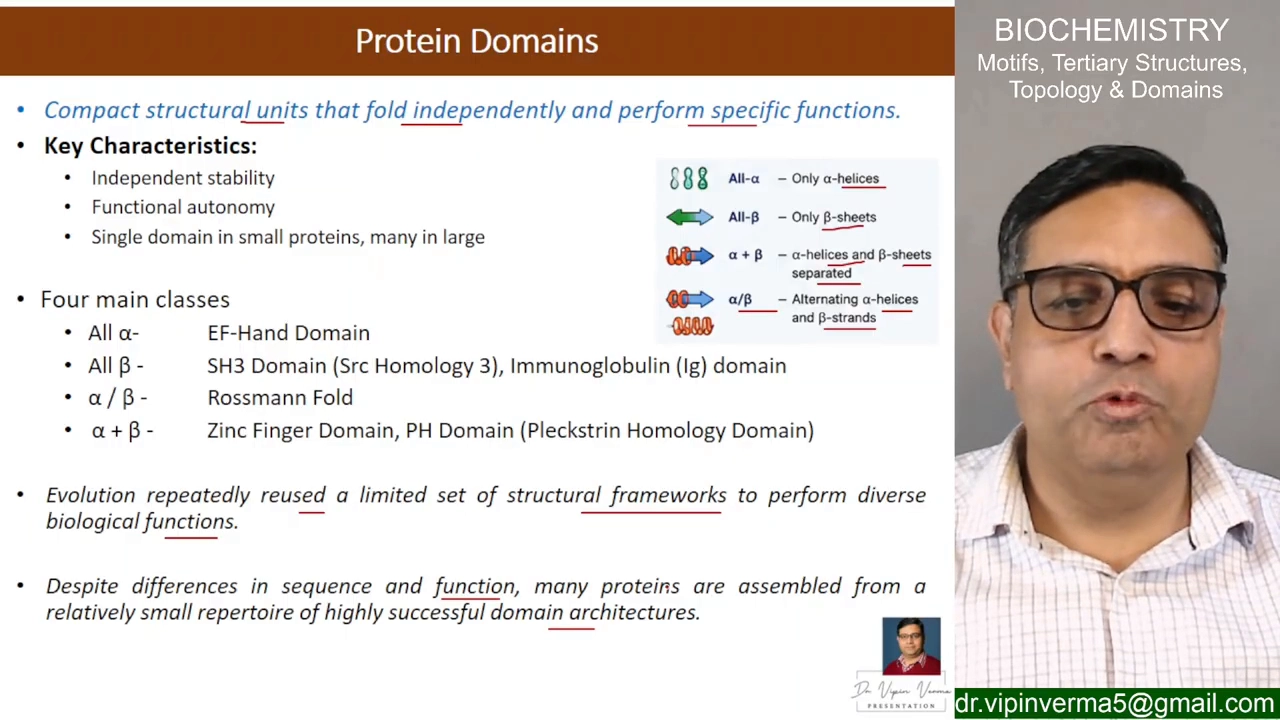 Protein Domains
• Compact structural units that fold independently and perform specific functions.
• Key Characteristics:
• Independent stability
• Functional autonomy
• Single domain in small proteins, many in large
All-α – Only α-helices
All-β – Only β-sheets
α + β – α-helices and β-sheets
separated
α/β – Alternating α-helices
and β-strands
• Four main classes
• All α- EF-Hand Domain
• All β - SH3 Domain (Src Homology 3), Immunoglobulin (Ig) domain
• α / β - Rossmann Fold
• α + β - Zinc Finger Domain, PH Domain (Pleckstrin Homology Domain)
• Evolution repeatedly reused a limited set of structural frameworks to perform diverse
biological functions.
• Despite differences in sequence and function, many proteins are assembled from a
relatively small repertoire of highly successful domain architectures.
Dr. Vipin Verma
PRESENTATION
BIOCHEMISTRY
Motifs, Tertiary Structures,
Topology & Domains
dr.vipinverma5@gmail.com